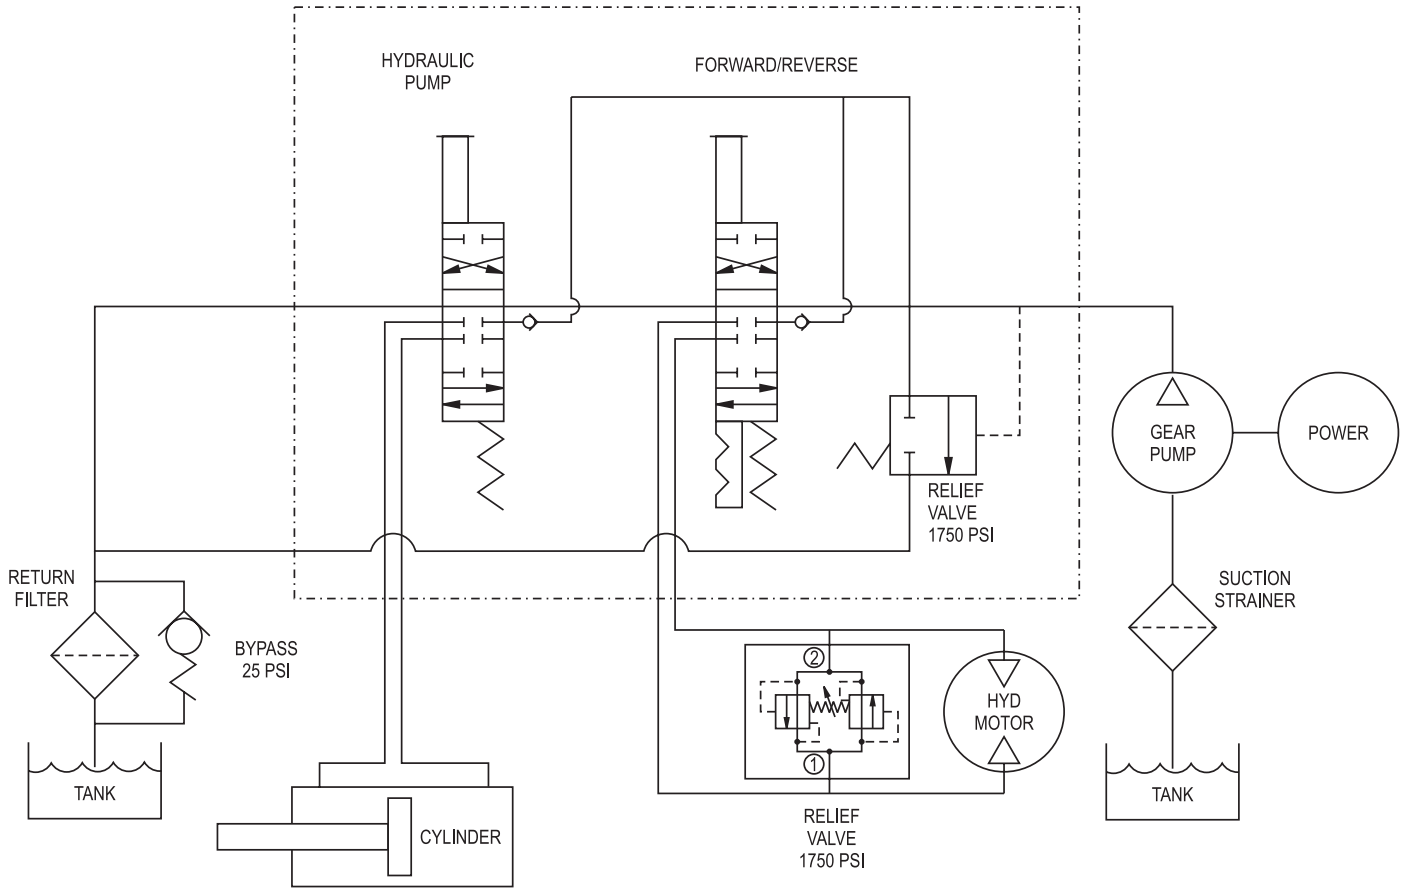 HYDRAULIC
PUMP
FORWARD/REVERSE
GEAR
PUMP
POWER
RELIEF
VALVE
1750 PSI
RETURN
FILTER
SUCTION
STRAINER
BYPASS
25 PSI
2
HYD
MOTOR
1
TANK
TANK
RELIEF
VALVE
1750 PSI
CYLINDER